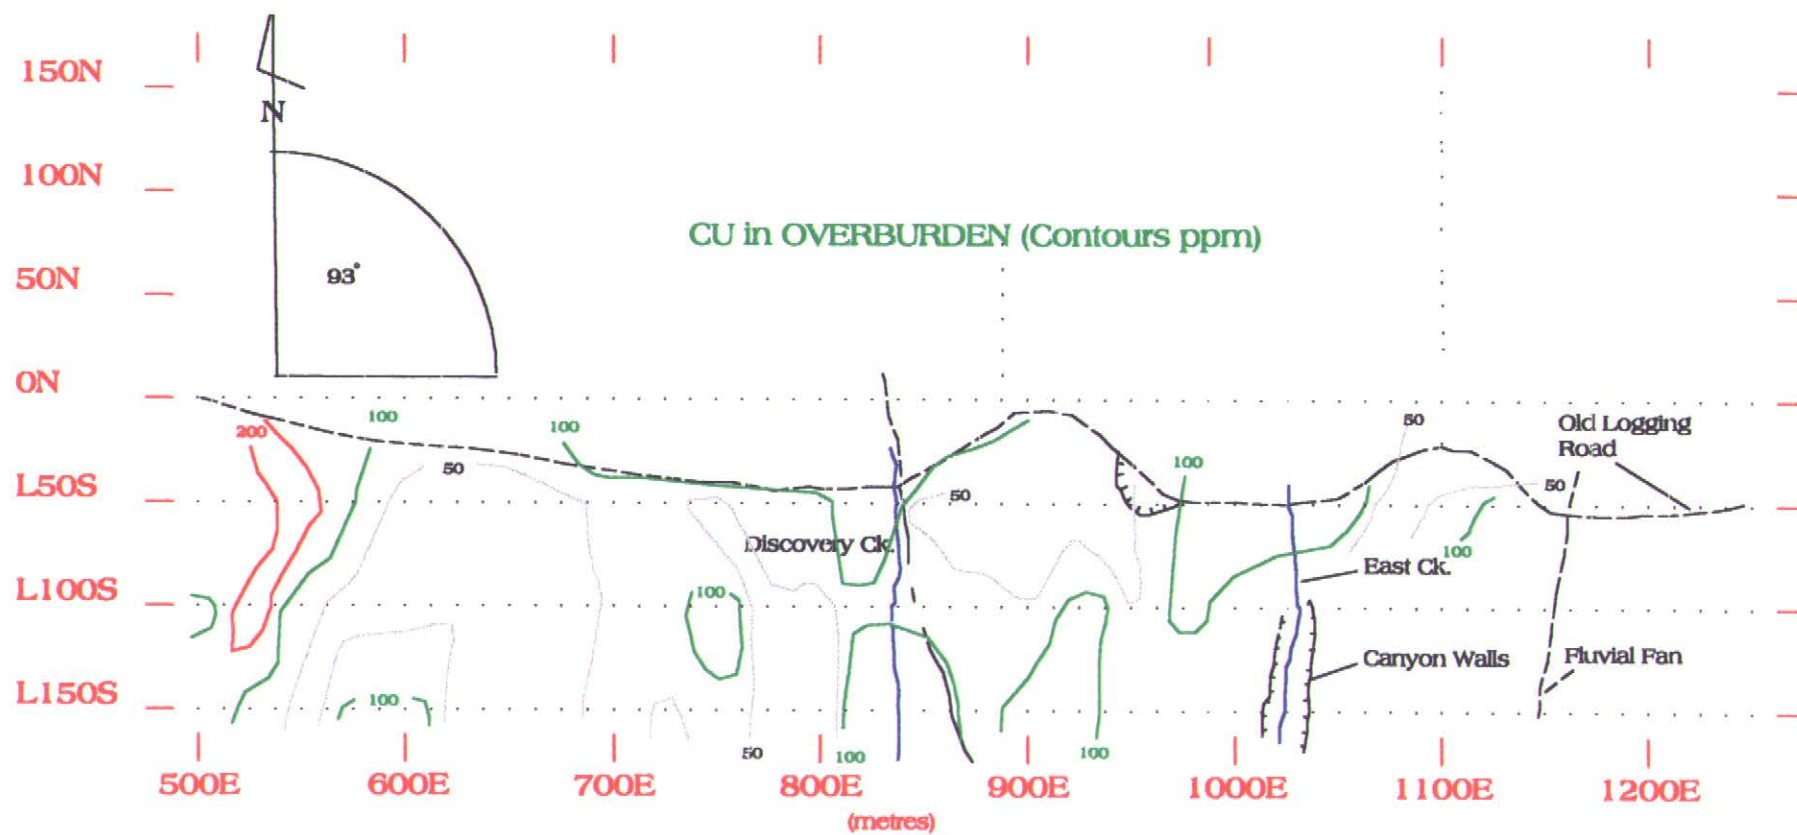 150N
N
100N
CU in OVERBURDEN (Contours ppm)
50N
93°
0N
200
100
100
50
50
Old Logging
Road
50
L50S
50
100
50
Discovery Ck.
100
East Ck.
L100S
100
Canyon Walls
Fluvial Fan
L150S
100
50
100
100
500E
600E
700E
800E
900E
1000E
1100E
1200E
(metres)